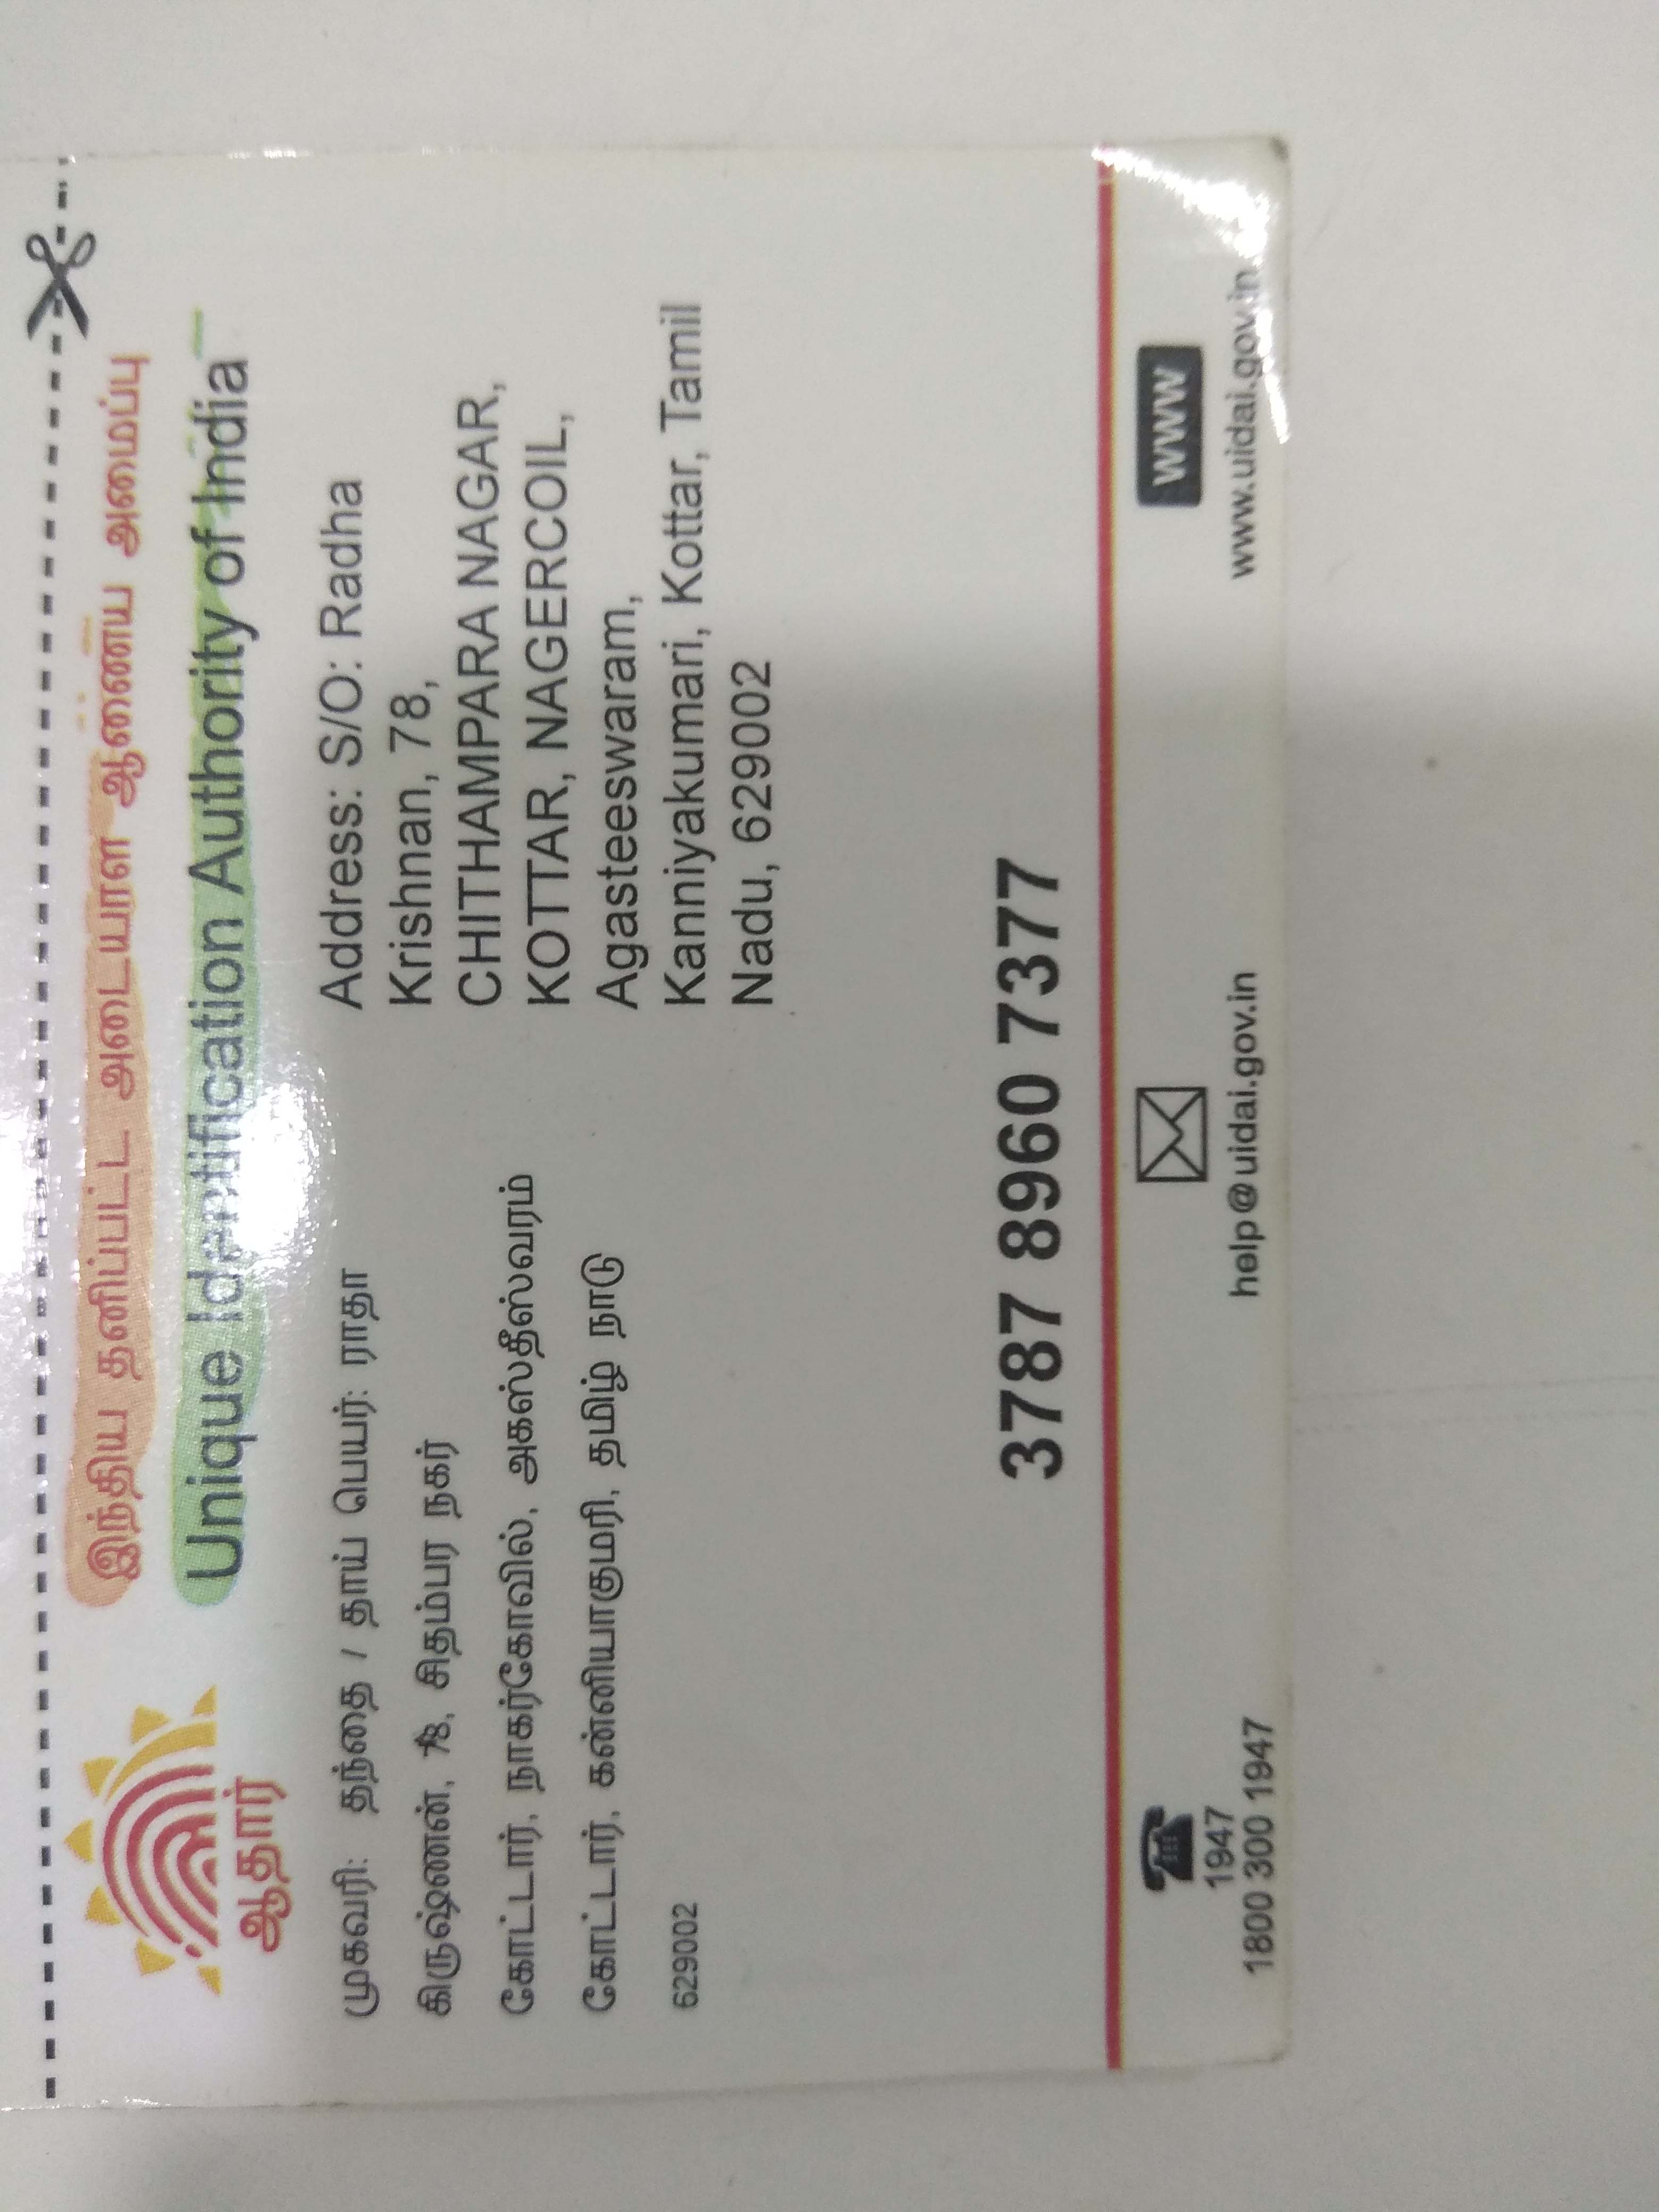 இந்திய தனிப்பட்ட அடையாள ஆணைய அமைப்பு
Unique Identification Authority of India
ஆதார்
முகவரி: தந்தை / தாய் பெயர்: ராதா
கிருஷ்ணன், 78, சிதம்பர நகர்
கோட்டார், நாகர்கோவில், அகஸ்தீஸ்வரம்
கோட்டார், கன்னியாகுமரி, தமிழ் நாடு
629002
Address: S/O: Radha
Krishnan, 78,
CHITHAMPARA NAGAR,
KOTTAR, NAGERCOIL,
Agasteeswaram,
Kanniyakumari, Kottar, Tamil
Nadu, 629002
3787 8960 7377
1947
1800 300 1947
help@uidai.gov.in
WWW
www.uidai.gov.in